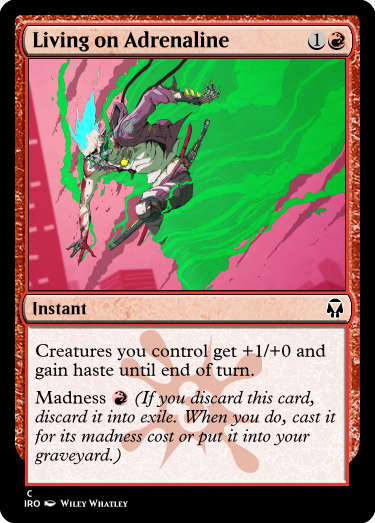 Living on Adrenaline 1
Instant
Creatures you control get +1/+0 and
gain haste until end of turn.
Madness (If you discard this card,
discard it into exile. When you do, cast it
for its madness cost or put it into your
graveyard.)
C
IRO Wiley Whatley